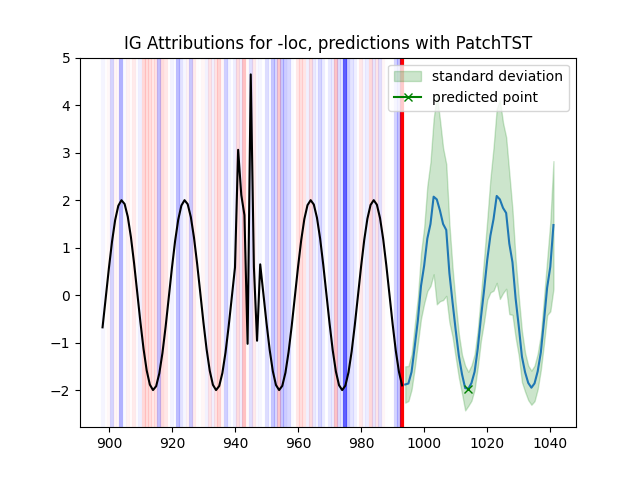 IG Attributions for -loc, predictions with PatchTST
5
4
3
2
1
0
−1
−2
standard deviation
predicted point
900 920 940 960 980 1000 1020 1040